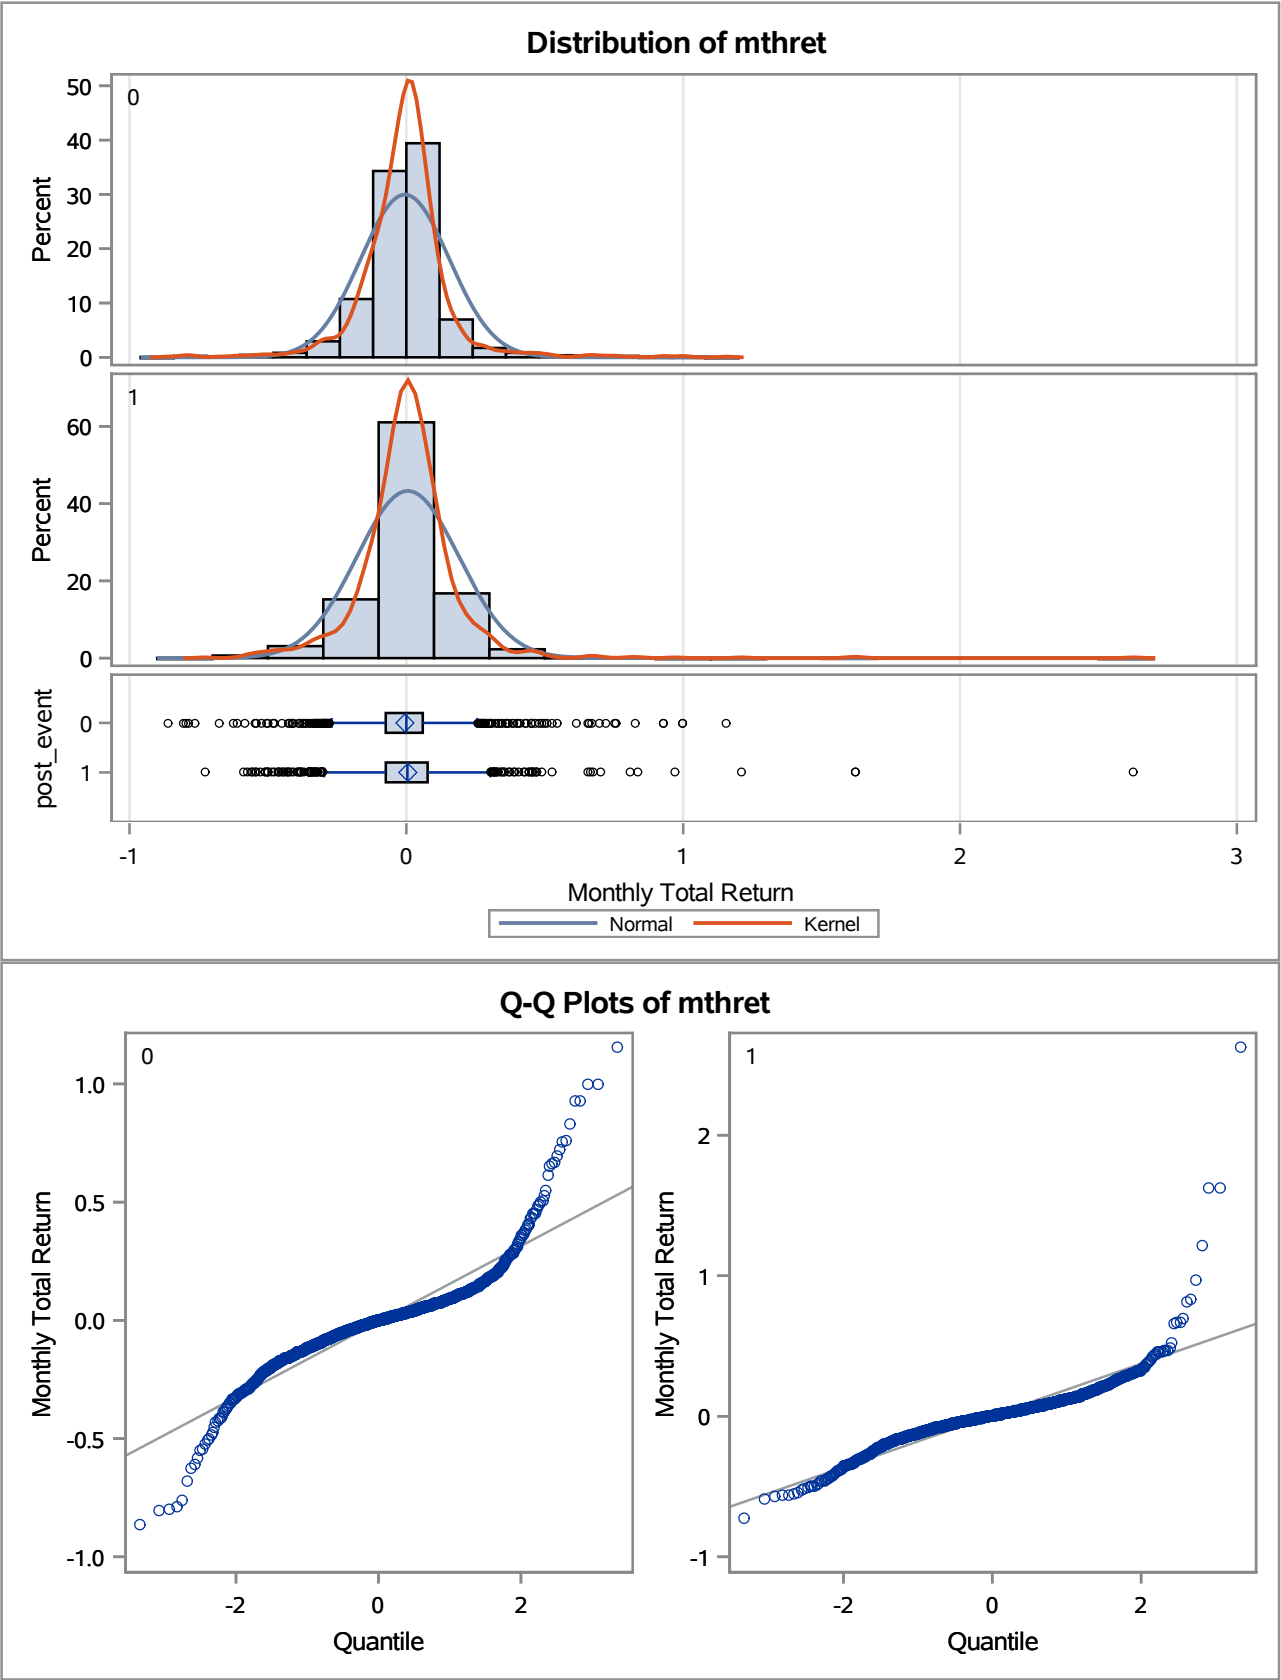 Distribution of mthret
0
50
40
30
20
10
0
Percent
1
60
40
20
0
Percent
post_event
0
1
-1 0 1 2 3
Monthly Total Return
Normal Kernel
Q-Q Plots of mthret
0
1.0
0.5
0.0
-0.5
-1.0
Monthly Total Return
-2 0 2
Quantile
1
2
1
0
-1
Monthly Total Return
-2 0 2
Quantile